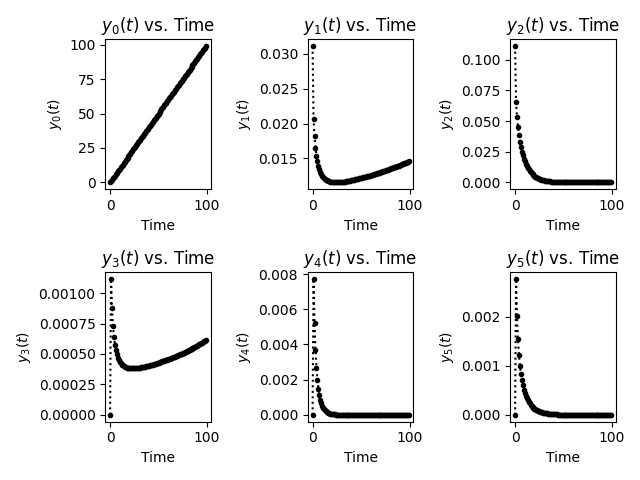 y₀(t) vs. Time
100
75
50
25
0
y₀(t)
0 100
Time
y₁(t) vs. Time
0.030
0.025
0.020
0.015
y₁(t)
0 100
Time
y₂(t) vs. Time
0.100
0.075
0.050
0.025
0.000
y₂(t)
0 100
Time
y₃(t) vs. Time
0.00100
0.00075
0.00050
0.00025
0.00000
y₃(t)
0 100
Time
y₄(t) vs. Time
0.008
0.006
0.004
0.002
0.000
y₄(t)
0 100
Time
y₅(t) vs. Time
0.002
0.001
0.000
y₅(t)
0 100
Time